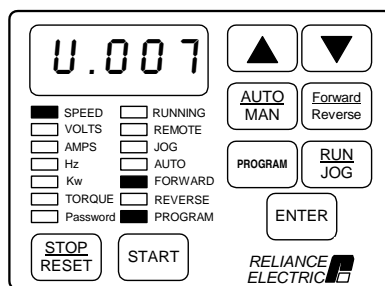 U.007
SPEED
VOLTS
AMPS
Hz
Kw
TORQUE
Password
RUNNING
REMOTE
JOG
AUTO
FORWARD
REVERSE
PROGRAM
AUTO
MAN
Forward
Reverse
PROGRAM
RUN
JOG
ENTER
STOP
RESET
START
RELIANCE
ELECTRIC